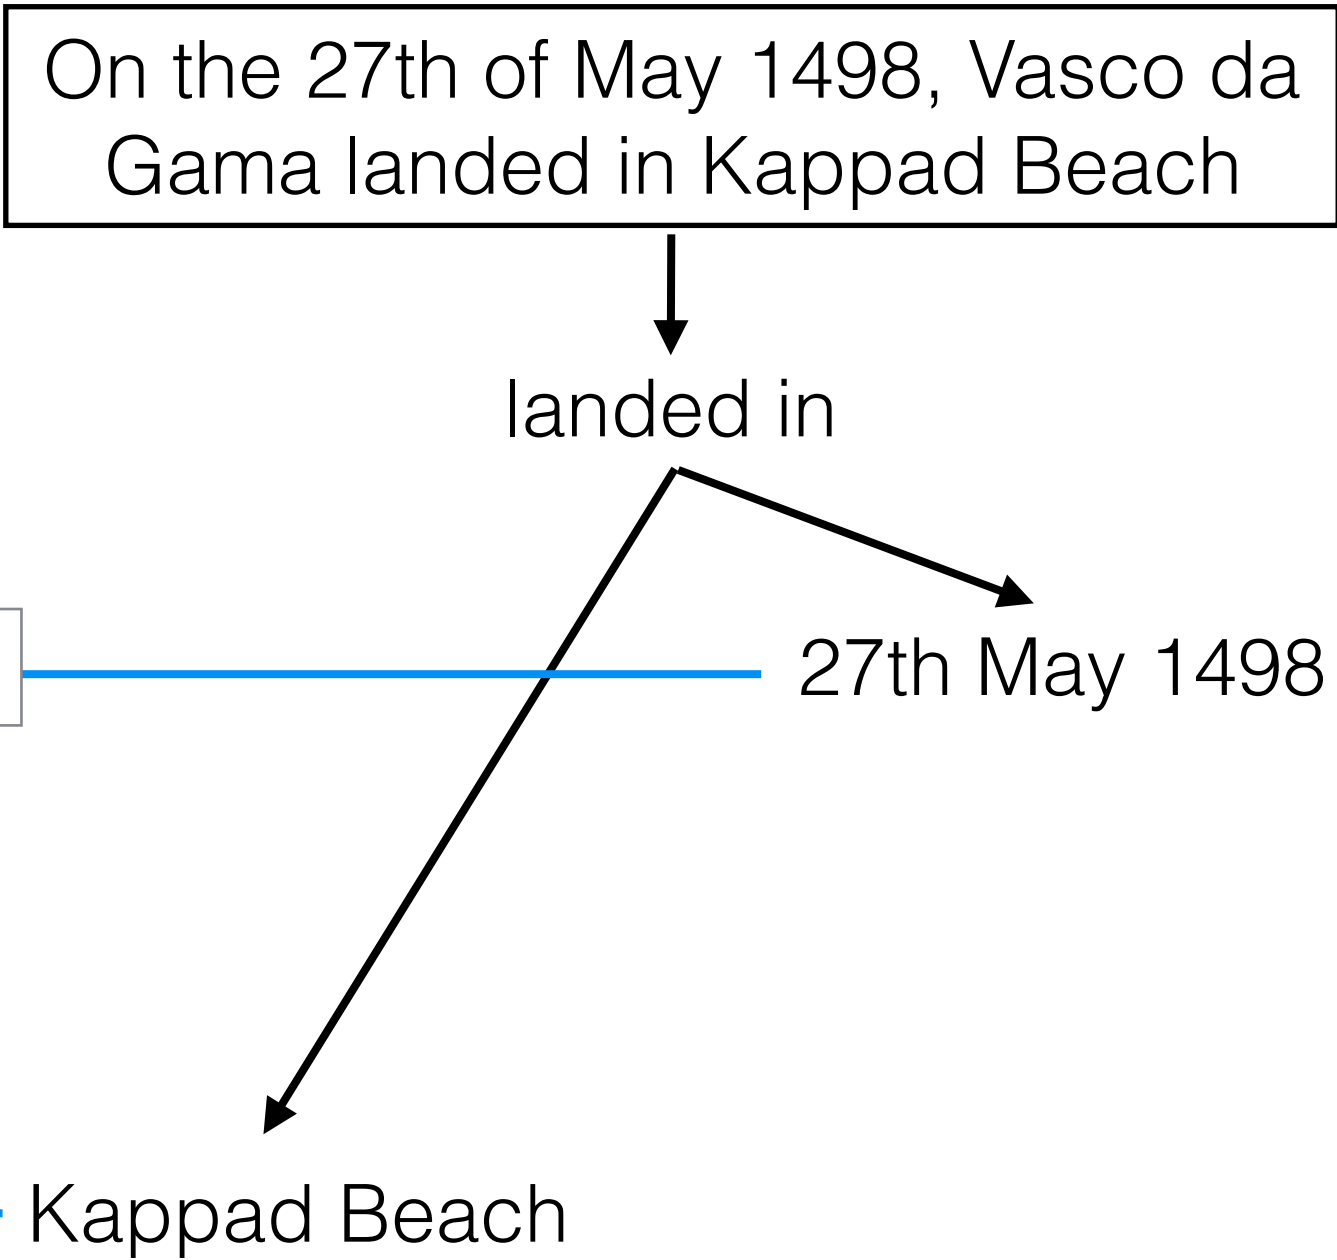 On the 27th of May 1498, Vasco da
Gama landed in Kappad Beach
landed in
27th May 1498
Kappad Beach